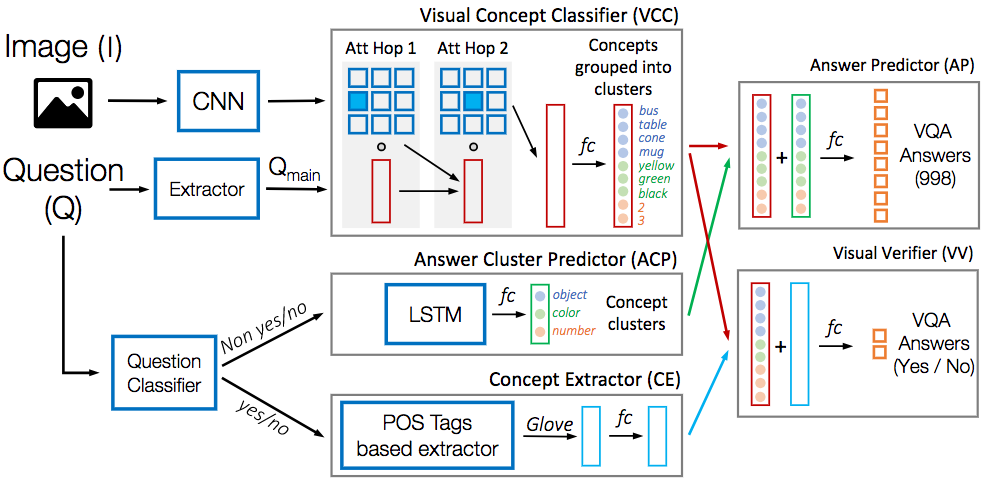 Visual Concept Classifier (VCC)
Image (I)
CNN
Question
(Q)
Extractor
Qmain
Att Hop 1
Att Hop 2
Concepts
grouped into
clusters
fc
bus
table
cone
mug
yellow
green
black
2
3
Answer Predictor (AP)
+
fc
VQA
Answers
(998)
Answer Cluster Predictor (ACP)
LSTM
fc
object
color
number
Concept
clusters
Visual Verifier (VV)
+
fc
VQA
Answers
(Yes / No)
Question
Classifier
Non yes/no
yes/no
Concept Extractor (CE)
POS Tags
based extractor
Glove
fc